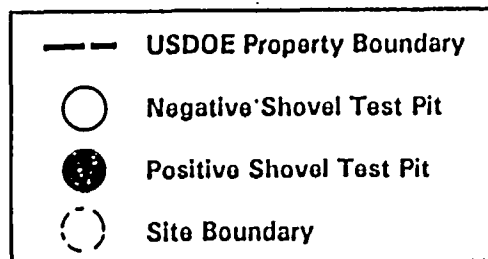 USDOE Property Boundary
Negative Shovel Test Pit
Positive Shovel Test Pit
Site Boundary